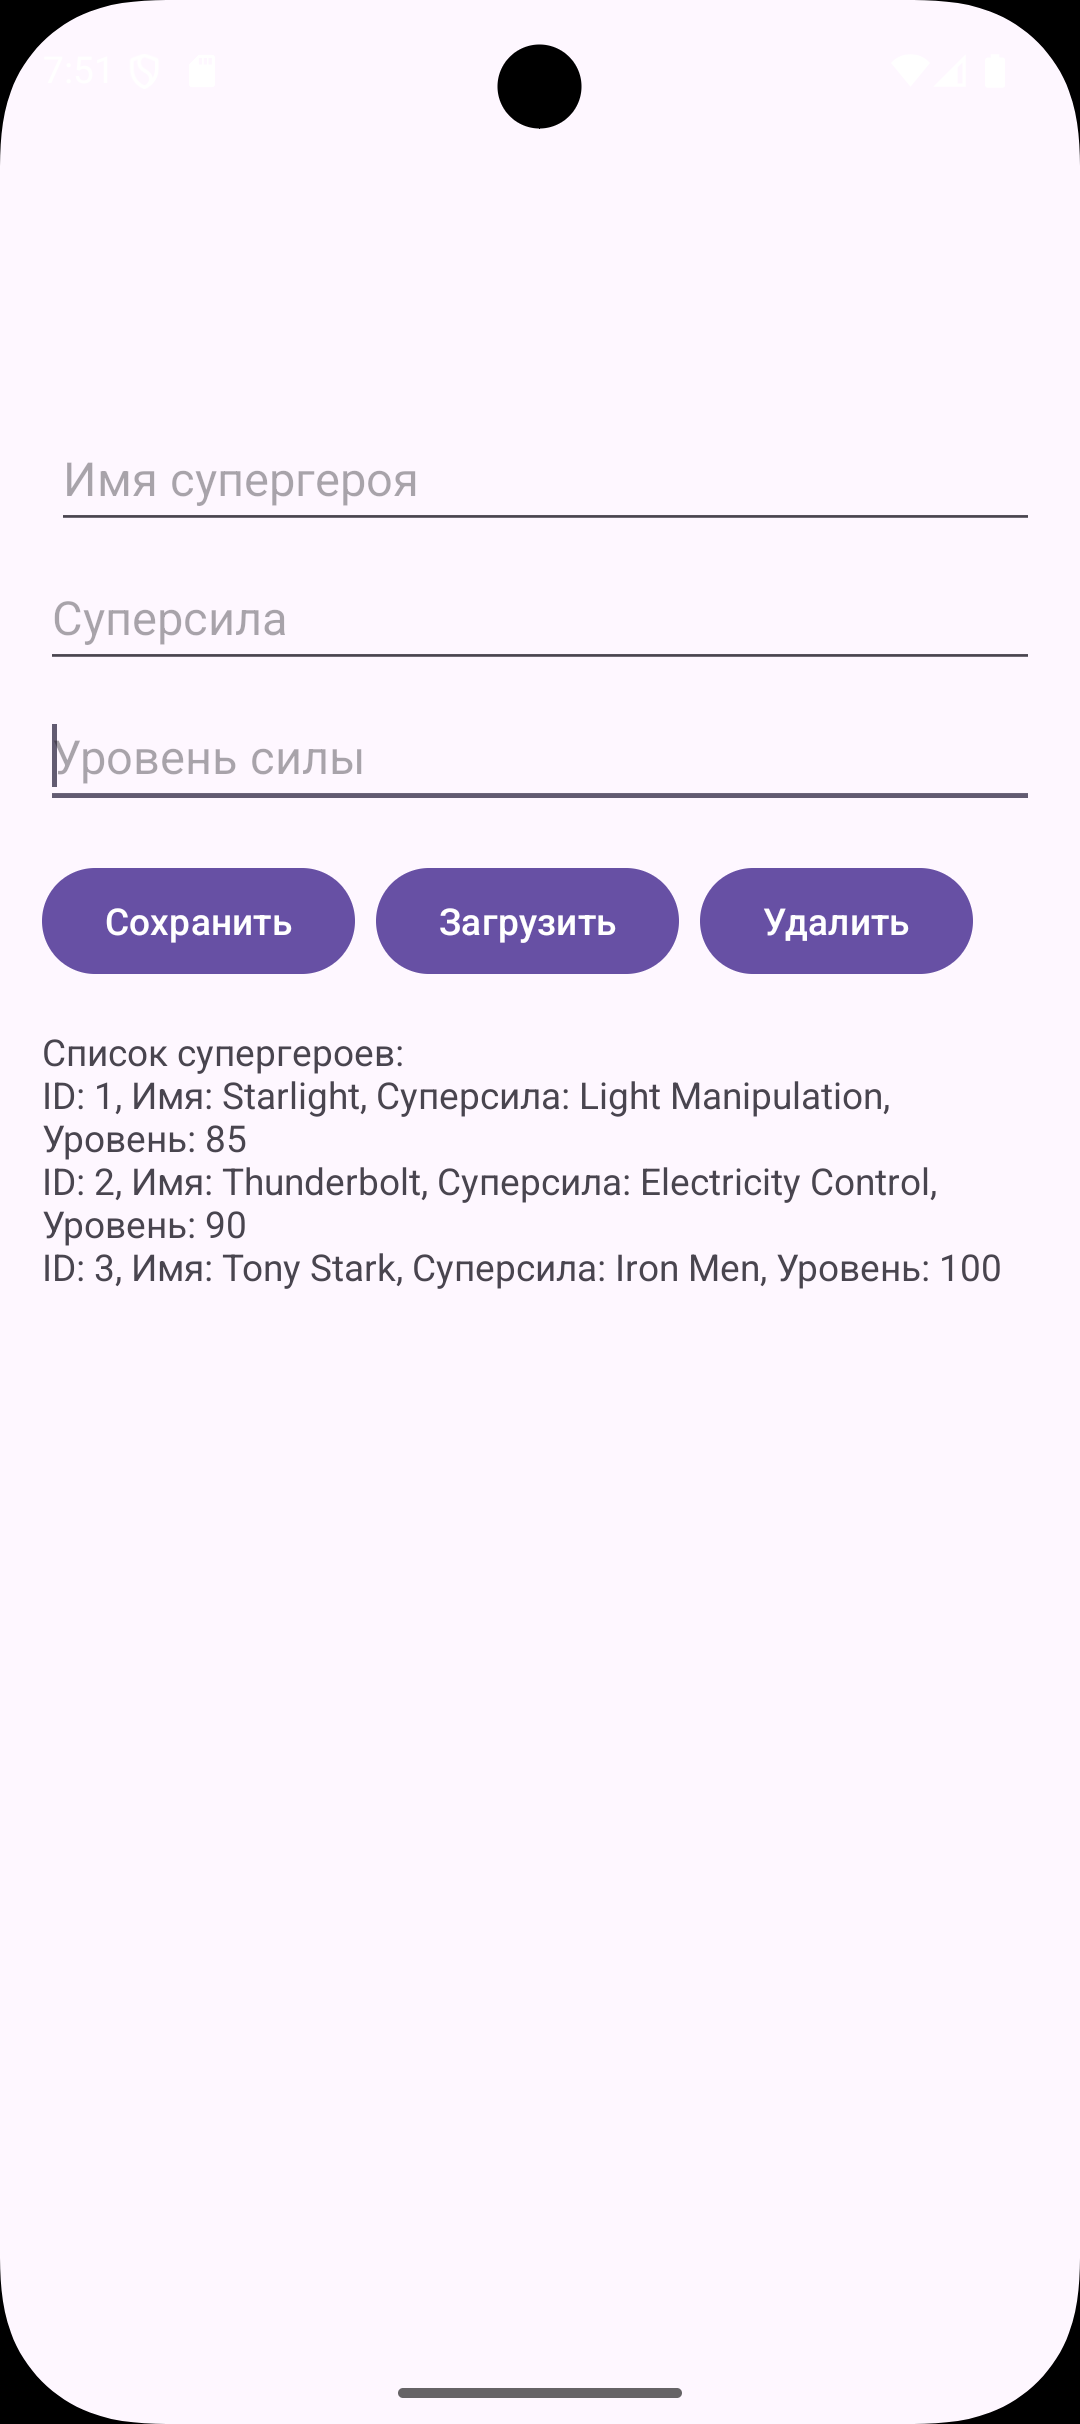 7:51
Имя супергероя
Суперсила
Уровень силы
Сохранить Загрузить Удалить
Список супергероев:
ID: 1, Имя: Starlight, Суперсила: Light Manipulation,
Уровень: 85
ID: 2, Имя: Thunderbolt, Суперсила: Electricity Control,
Уровень: 90
ID: 3, Имя: Tony Stark, Суперсила: Iron Men, Уровень: 100